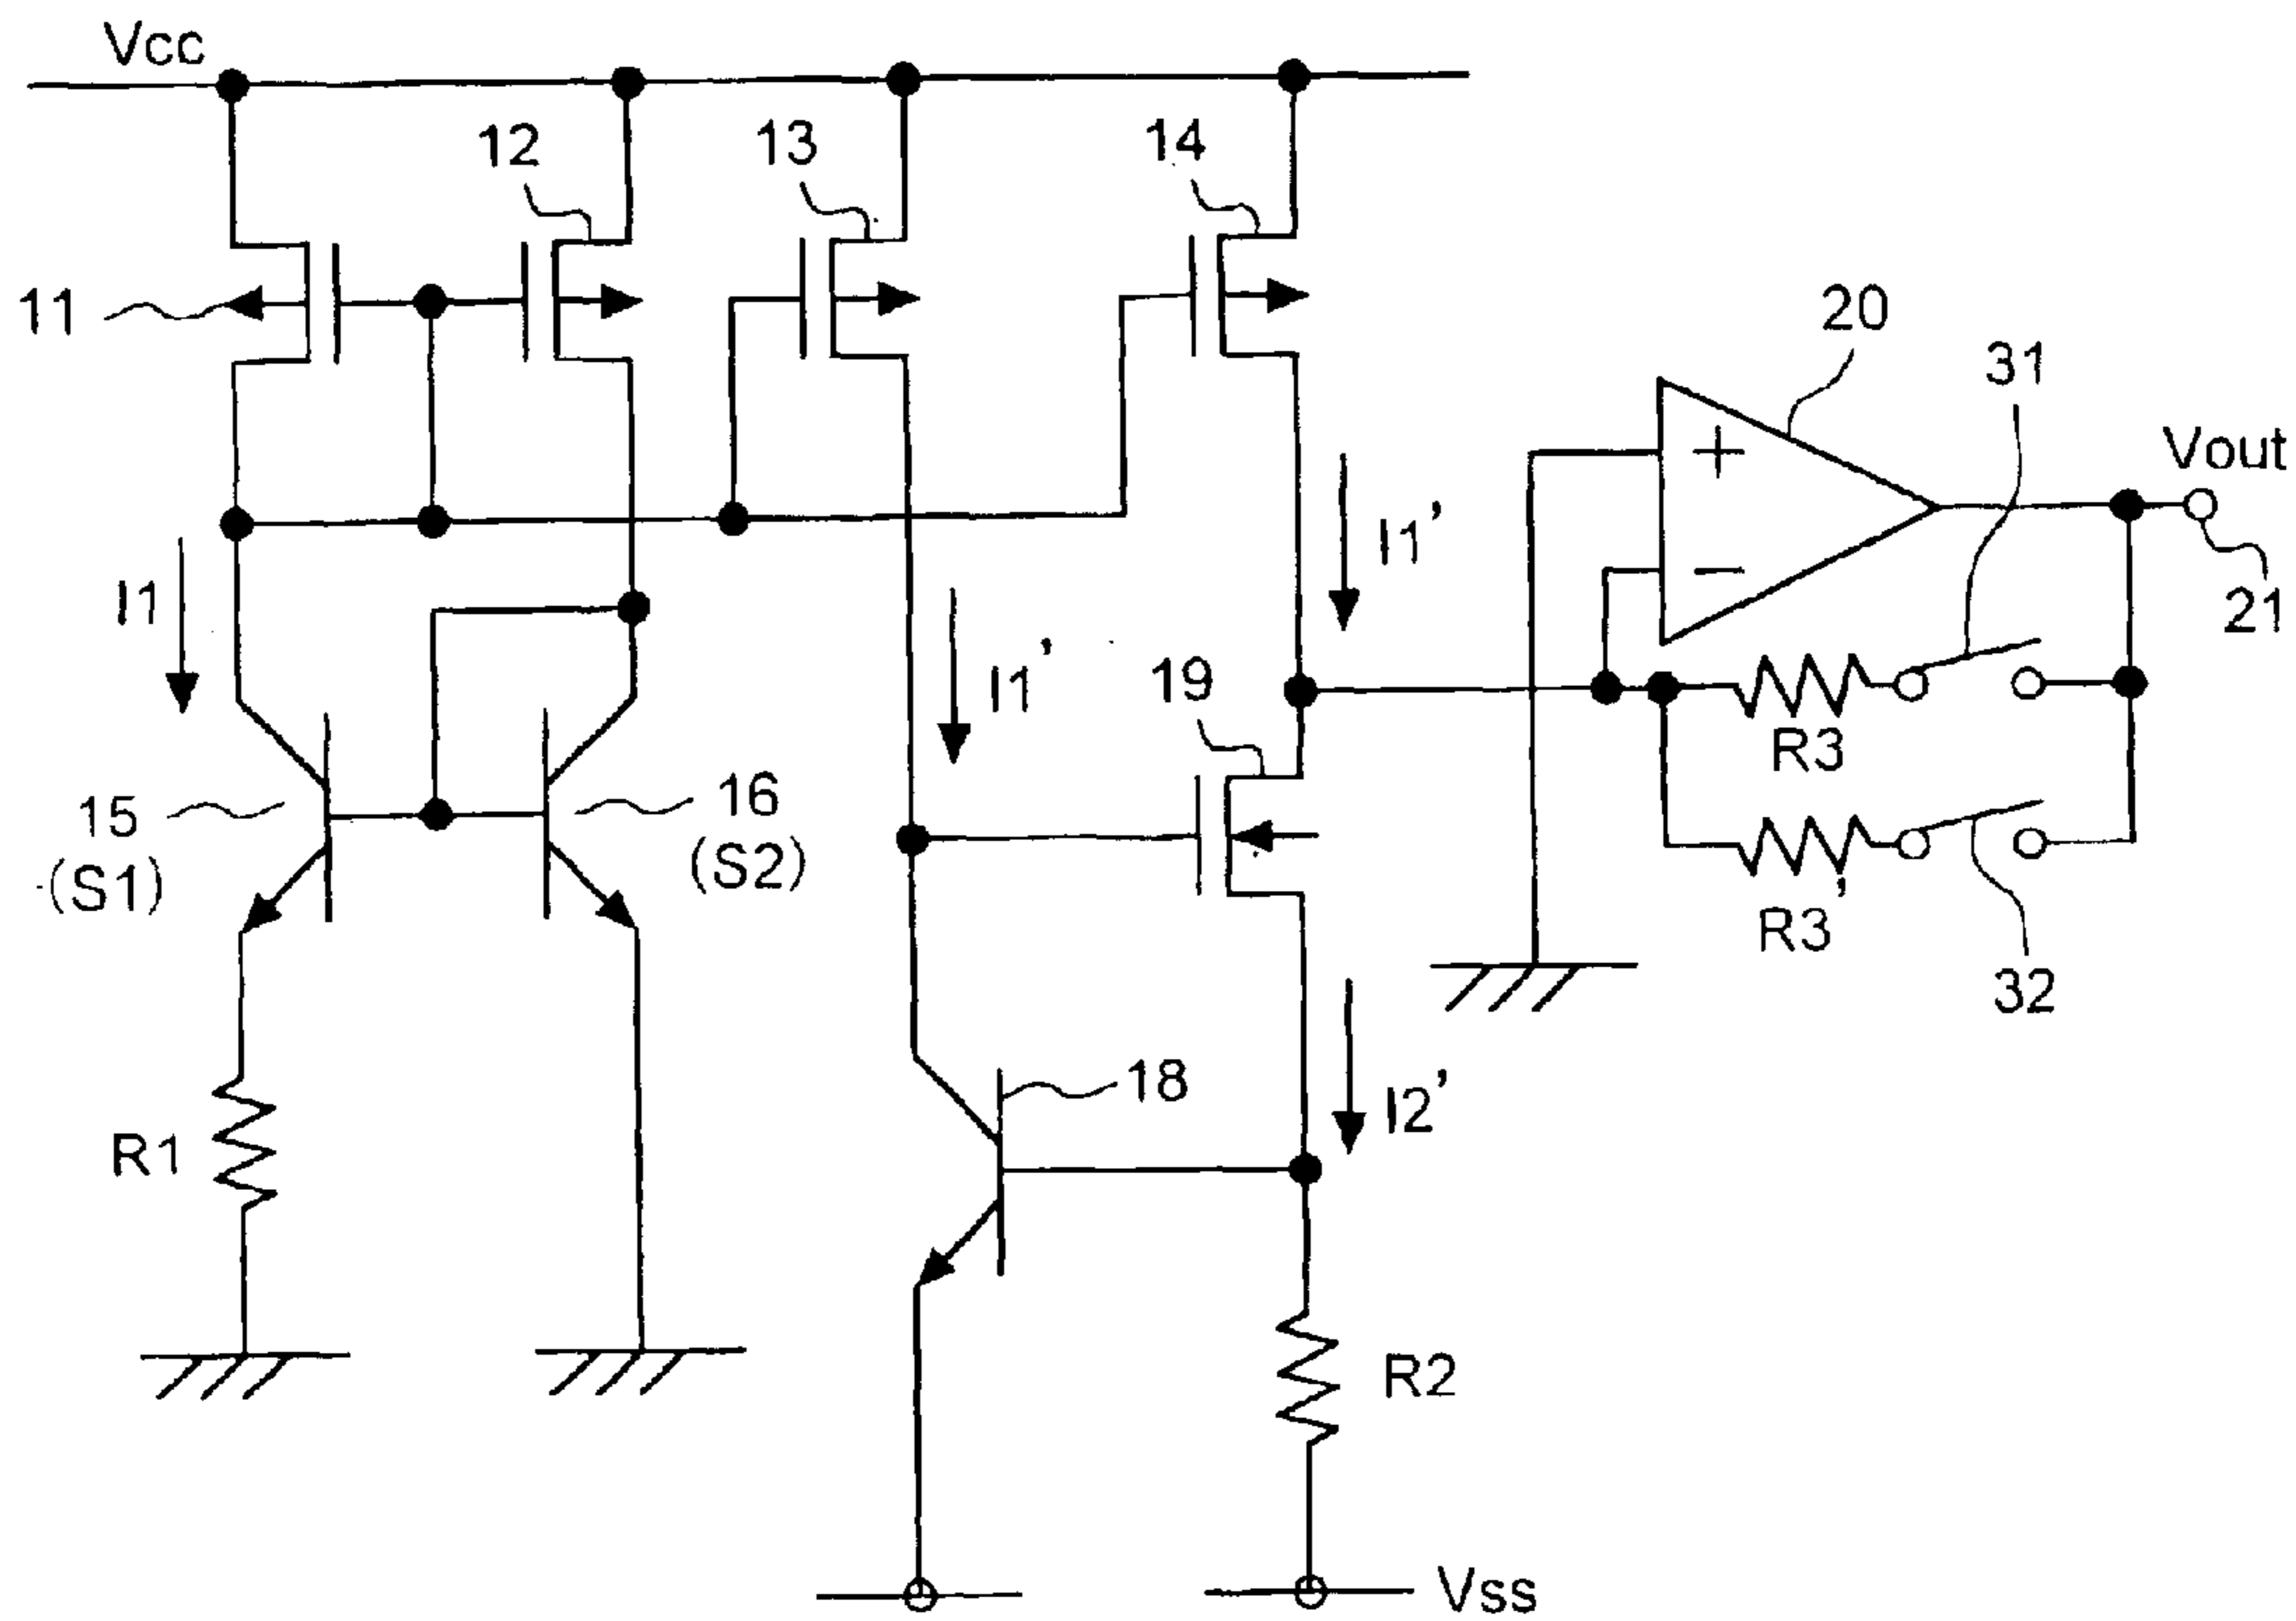 Vcc
12
13
14
11
20
31
Vout
21
I1
I1'
I1'
19
R3
R3'
32
15
(S1)
16
(S2)
18
I2'
R1
R2
Vss
+
−